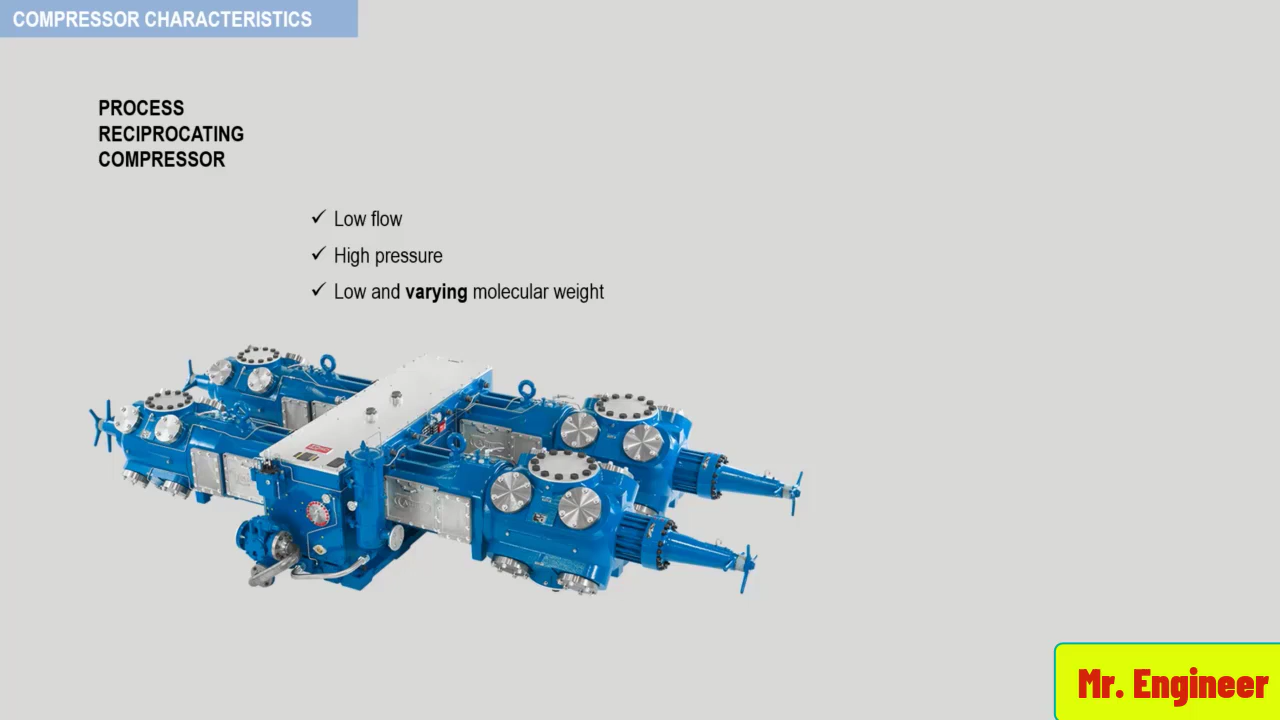 COMPRESSOR CHARACTERISTICS
PROCESS
RECIPROCATING
COMPRESSOR
✓ Low flow
✓ High pressure
✓ Low and varying molecular weight
Mr. Engineer